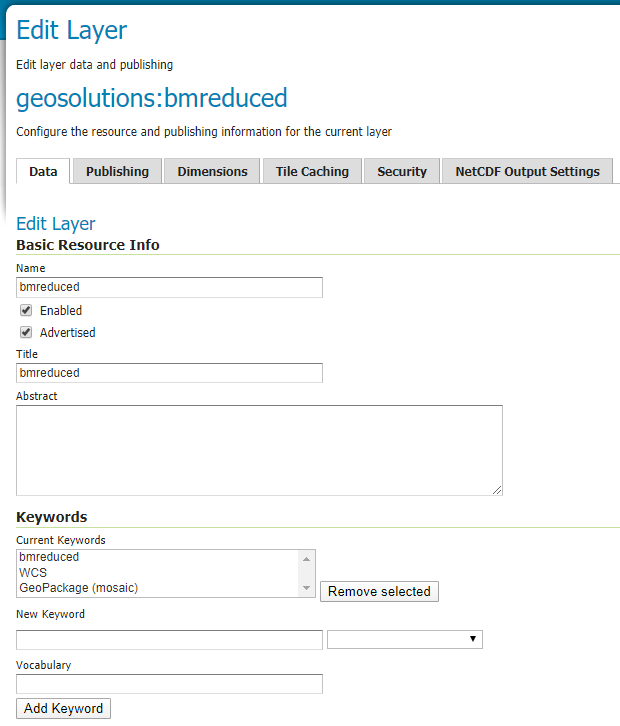 Edit Layer
Edit layer data and publishing
geosolutions:bmreduced
Configure the resource and publishing information for the current layer
Data Publishing Dimensions Tile Caching Security NetCDF Output Settings
Edit Layer
Basic Resource Info
Name
bmreduced
Enabled
Advertised
Title
bmreduced
Abstract
Keywords
Current Keywords
bmreduced
WCS
GeoPackage (mosaic)
Remove selected
New Keyword
Vocabulary
Add Keyword